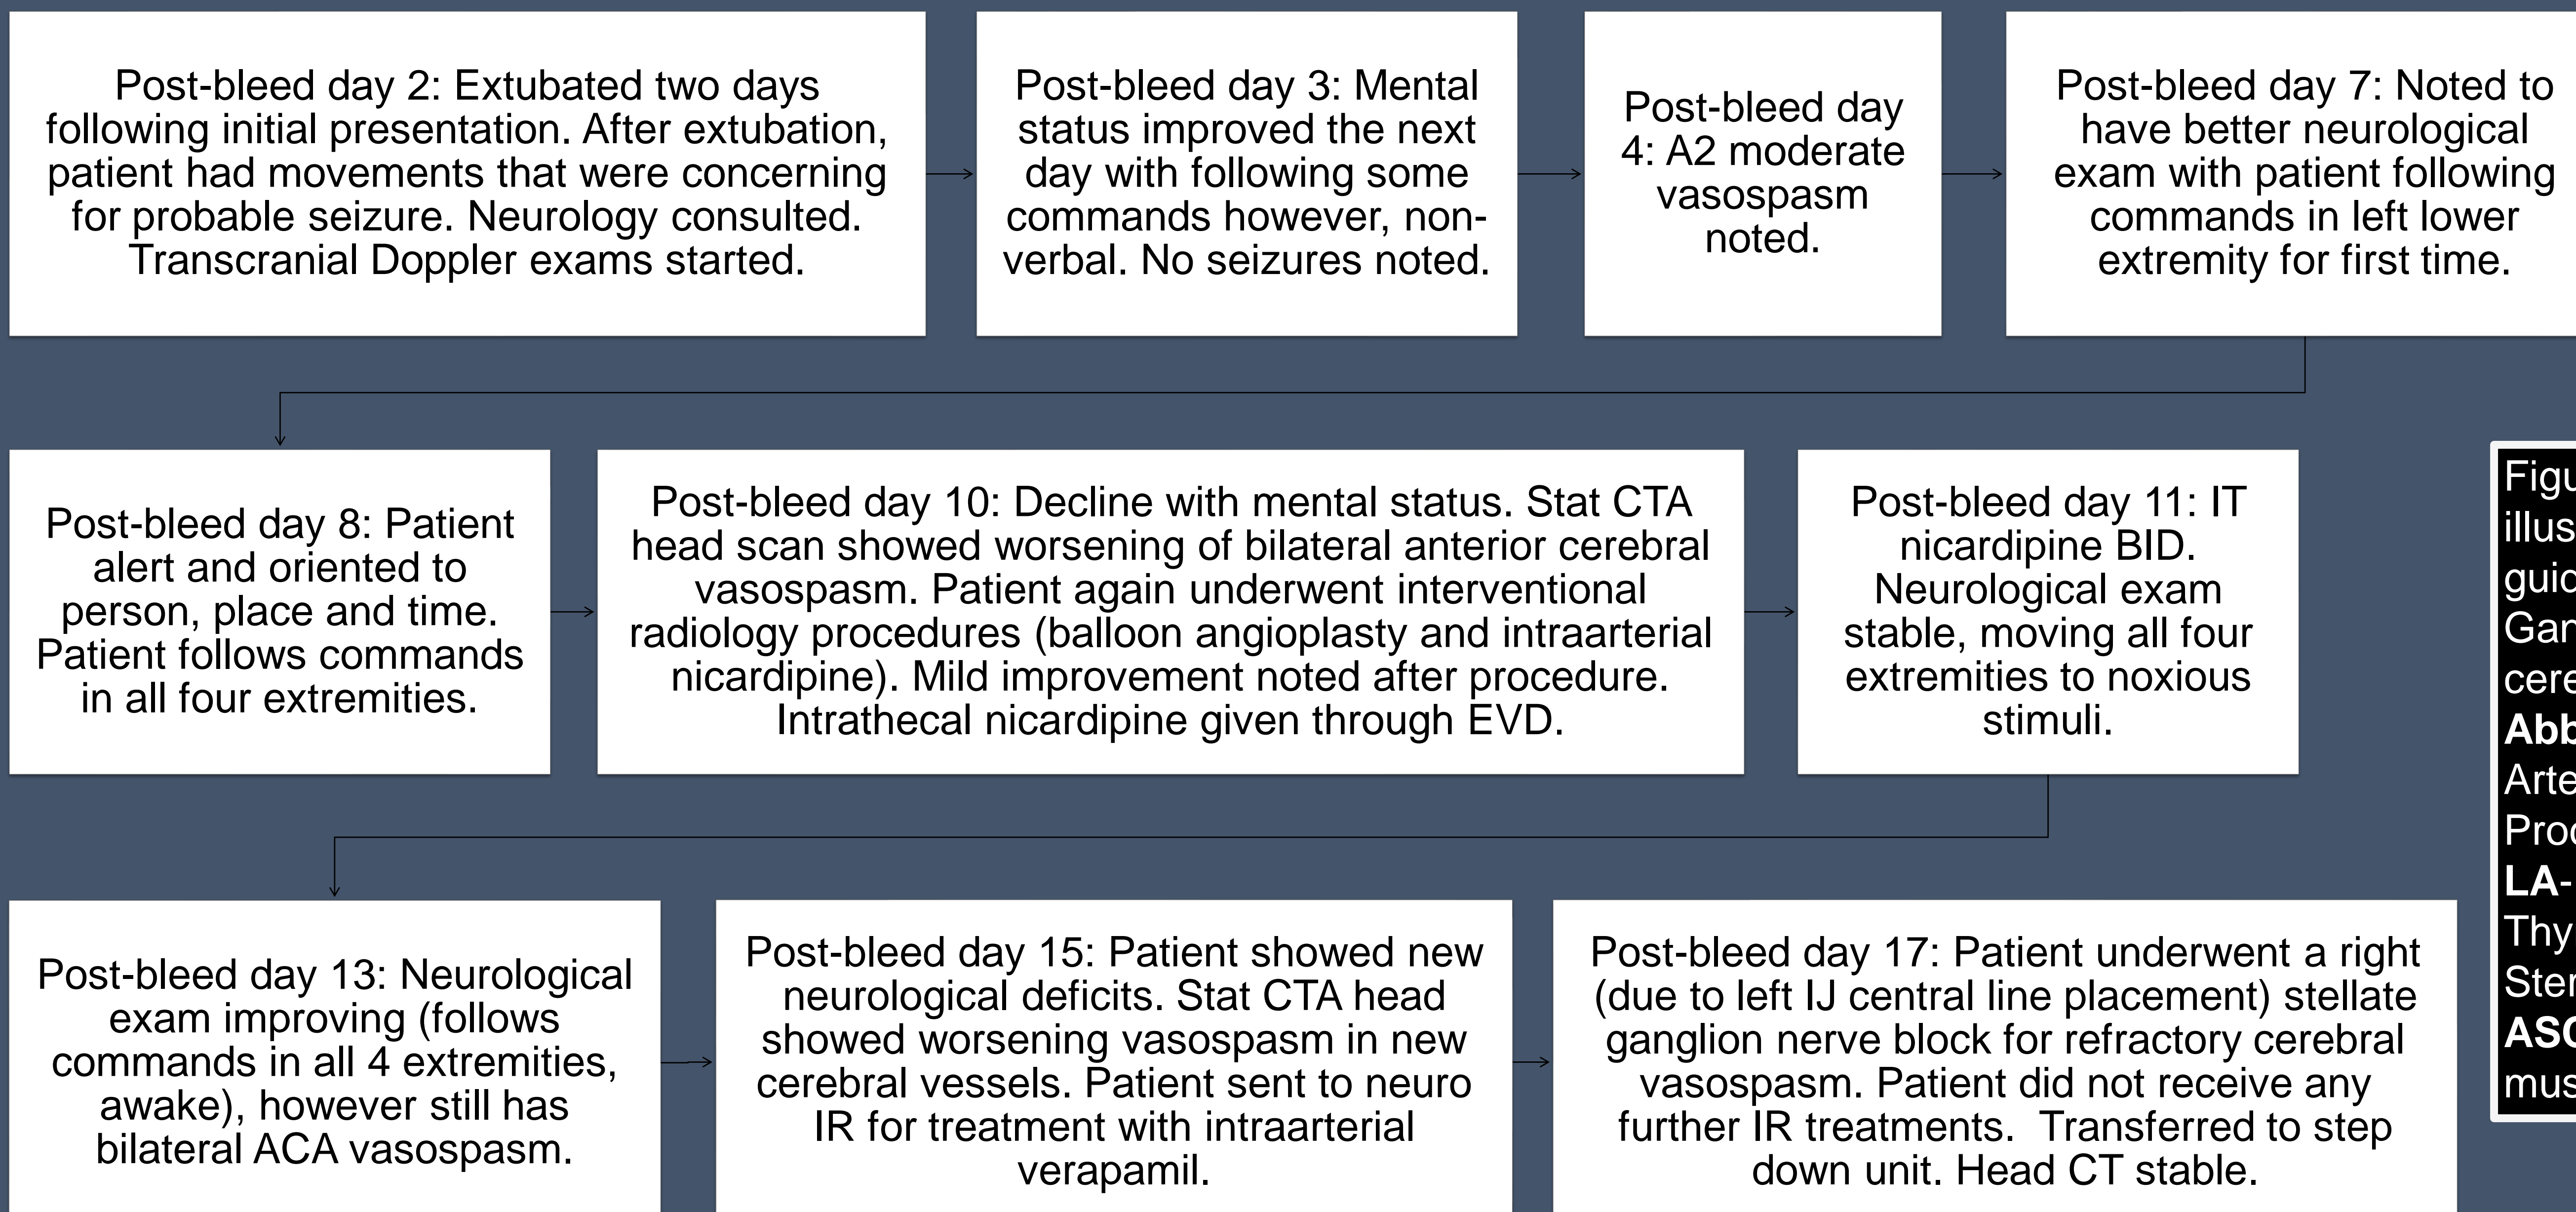 Post-bleed day 2: Extubated two days
following initial presentation. After extubation,
patient had movements that were concerning
for probable seizure. Neurology consulted.
Transcranial Doppler exams started.
Post-bleed day 3: Mental
status improved the next
day with following some
commands however, non-
verbal. No seizures noted.
Post-bleed day
4: A2 moderate
vasospasm
noted.
Post-bleed day 7: Noted to
have better neurological
exam with patient following
commands in left lower
extremity for first time.
Post-bleed day 8: Patient
alert and oriented to
person, place and time.
Patient follows commands
in all four extremities.
Post-bleed day 10: Decline with mental status. Stat CTA
head scan showed worsening of bilateral anterior cerebral
vasospasm. Patient again underwent interventional
radiology procedures (balloon angioplasty and intraarterial
nicardipine). Mild improvement noted after procedure.
Intrathecal nicardipine given through EVD.
Post-bleed day 11: IT
nicardipine BID.
Neurological exam
stable, moving all four
extremities to noxious
stimuli.
Post-bleed day 13: Neurological
exam improving (follows
commands in all 4 extremities,
awake), however still has
bilateral ACA vasospasm.
Post-bleed day 15: Patient showed new
neurological deficits. Stat CTA head
showed worsening vasospasm in new
cerebral vessels. Patient sent to neuro
IR for treatment with intraarterial
verapamil.
Post-bleed day 17: Patient underwent a right
(due to left IJ central line placement) stellate
ganglion nerve block for refractory cerebral
vasospasm. Patient did not receive any
further IR treatments. Transferred to step
down unit. Head CT stable.
LA-